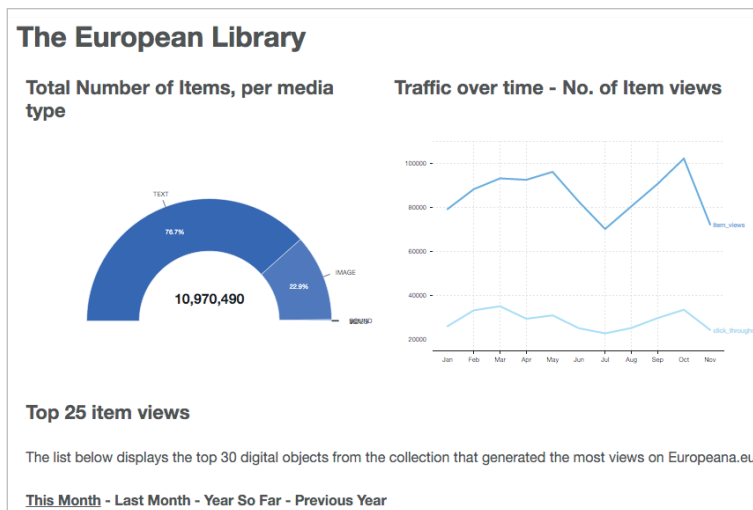 The European Library
Total Number of Items, per media
type
TEXT
76.7%
IMAGE
22.9%
10,970,490
Traffic over time - No. of Item views
100000
80000
60000
40000
20000
item_views
Jan Feb Mar Apr May Jun Jul Aug Sep Oct Nov
Top 25 item views
The list below displays the top 30 digital objects from the collection that generated the most views on Europeana.eu
This Month - Last Month - Year So Far - Previous Year